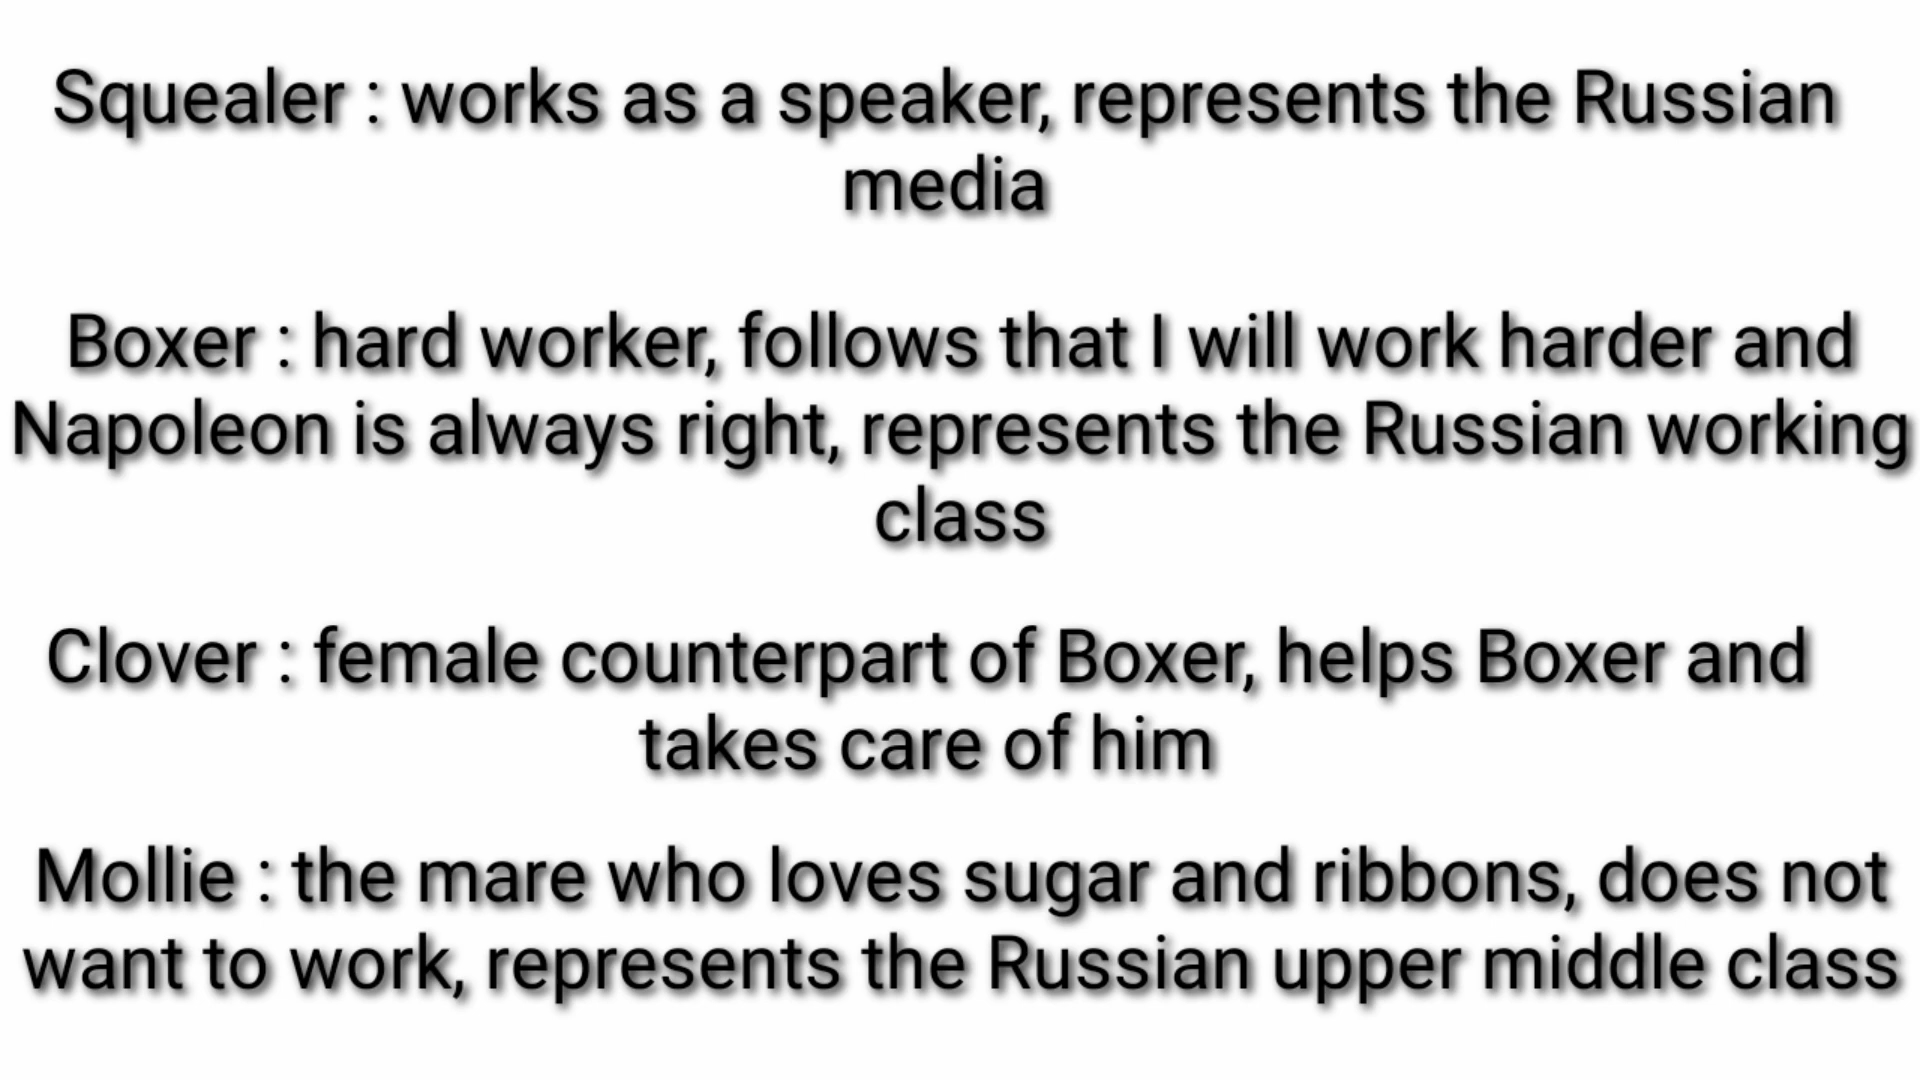 Squealer : works as a speaker, represents the Russian
media
Boxer : hard worker, follows that I will work harder and
Napoleon is always right, represents the Russian working
class
Clover : female counterpart of Boxer, helps Boxer and
takes care of him
Mollie : the mare who loves sugar and ribbons, does not
want to work, represents the Russian upper middle class